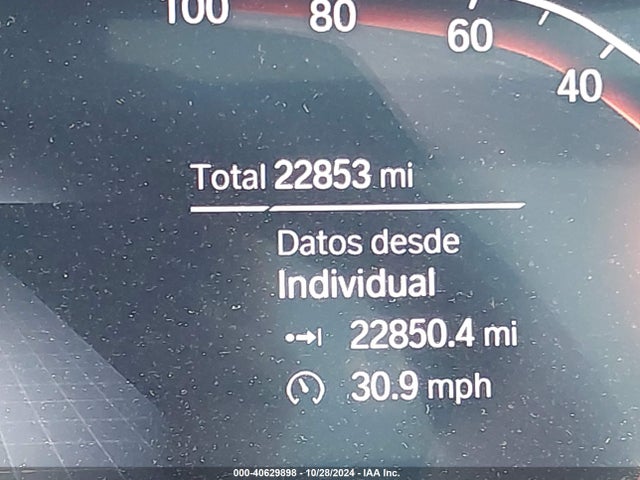 100 80 60 40
Total 22853 mi
Datos desde
Individual
22850.4 mi
30.9 mph
000-40629898 - 10/28/2024 - IAA Inc.